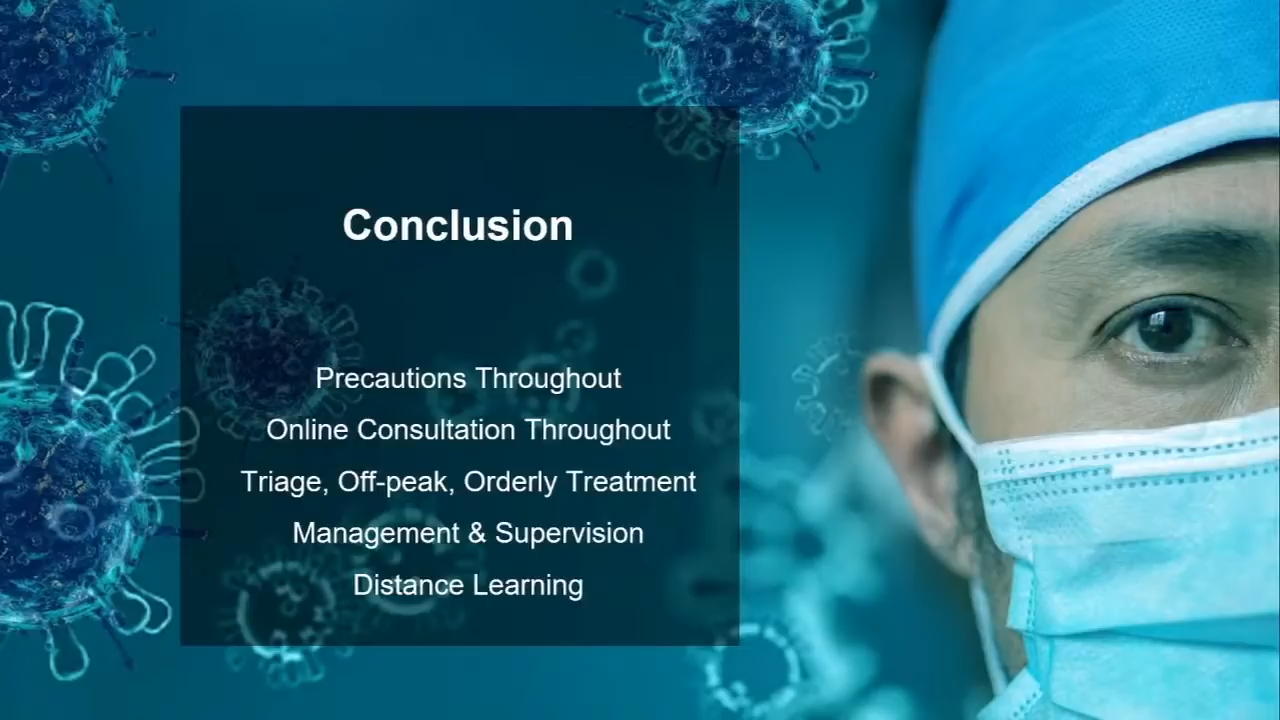 Conclusion
Precautions Throughout
Online Consultation Throughout
Triage, Off-peak, Orderly Treatment
Management & Supervision
Distance Learning